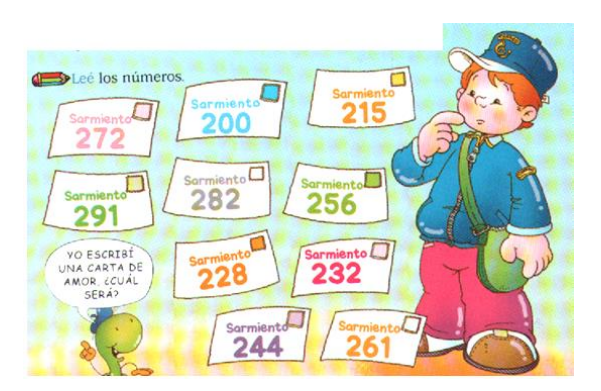 Leé los números.
Sarmiento
272
Sarmiento
200
Sarmiento
215
Sarmiento
291
Sarmiento
282
Sarmiento
256
YO ESCRIBÍ
UNA CARTA DE
AMOR. ¿CUÁL
SERÁ?
Sarmiento
228
Sarmiento
232
Sarmiento
244
Sarmiento
261